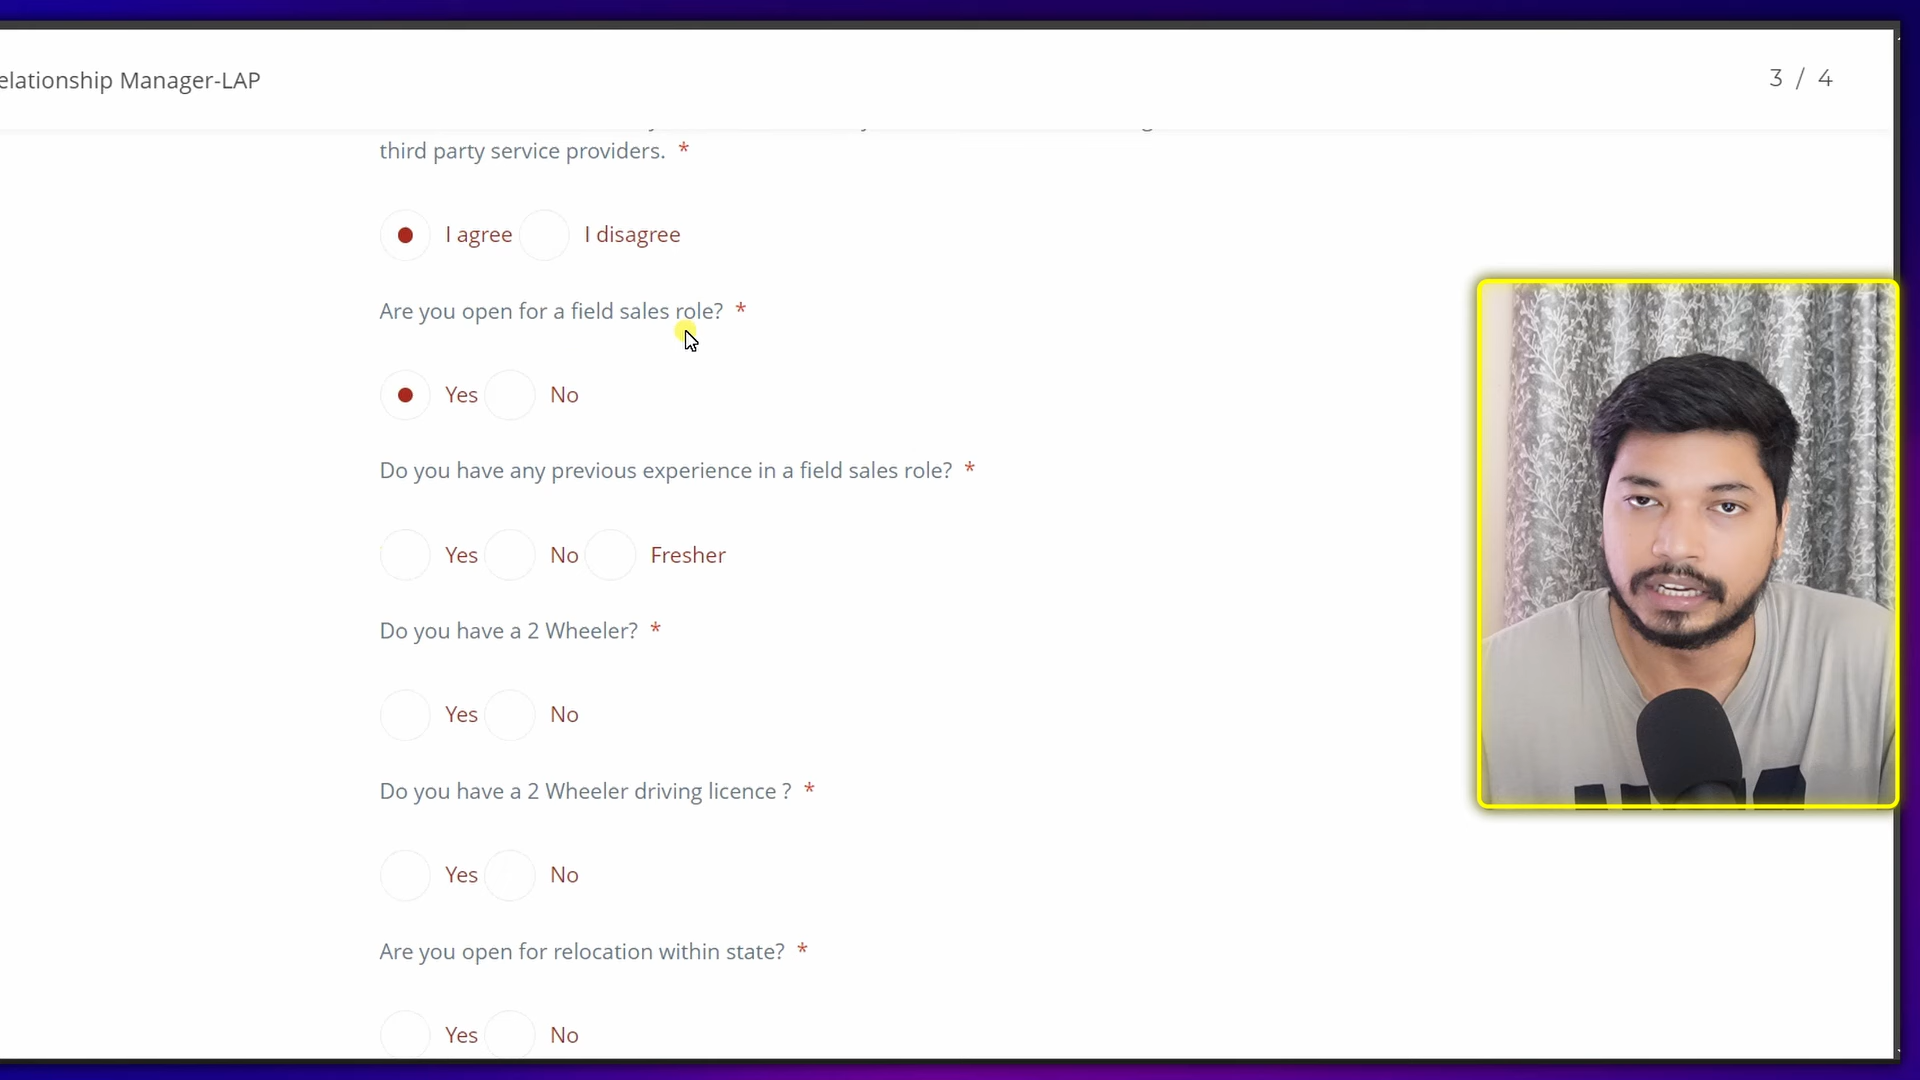 elationship Manager-LAP
3 / 4
third party service providers. *
I agree I disagree
Are you open for a field sales role? *
Yes No
Do you have any previous experience in a field sales role? *
Yes No Fresher
Do you have a 2 Wheeler? *
Yes No
Do you have a 2 Wheeler driving licence ? *
Yes No
Are you open for relocation within state? *
Yes No